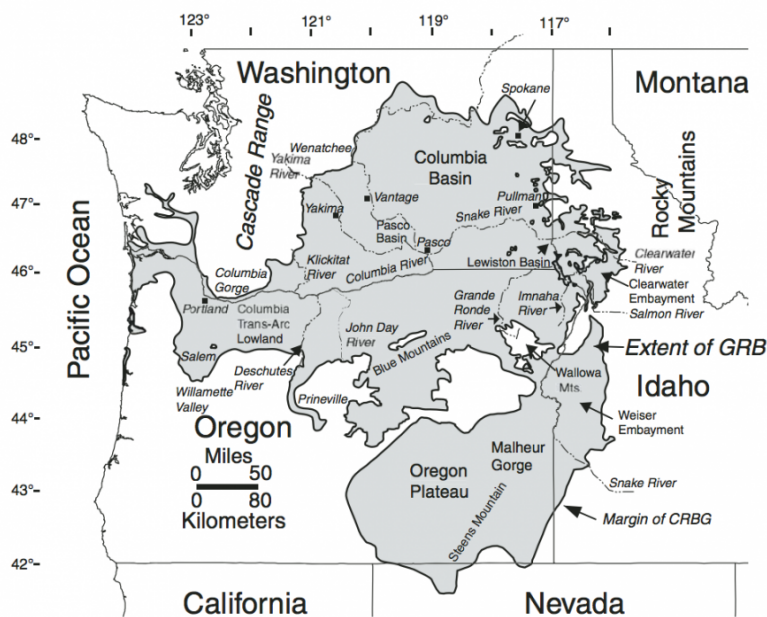 123°
121°
119°
117°
Washington
Montana
Spokane
48°
Cascade Range
Wenatchee
Yakima
River
Columbia
Basin
Rocky
Mountains
47°
Vantage
Pullman
Yakima
Snake River
Pasco
Basin
Pasco
Pacific Ocean
Klickitat
River
Columbia River
Lewiston Basin
Clearwater
River
46°
Columbia
Gorge
Clearwater
Embayment
Grande
Ronde
River
Imnaha
River
Salmon River
Portland
Columbia
Trans-Arc
Lowland
John Day
River
Blue Mountains
45°
Salem
Extent of GRB
Deschutes
River
Wallowa
Mts.
Idaho
Willamette
Valley
Prineville
44°
Oregon
Weiser
Embayment
Miles
0 50
0 80
Kilometers
Malheur
Gorge
Oregon
Plateau
Snake River
43°
Steens Mountain
Margin of CRBG
42°
California
Nevada